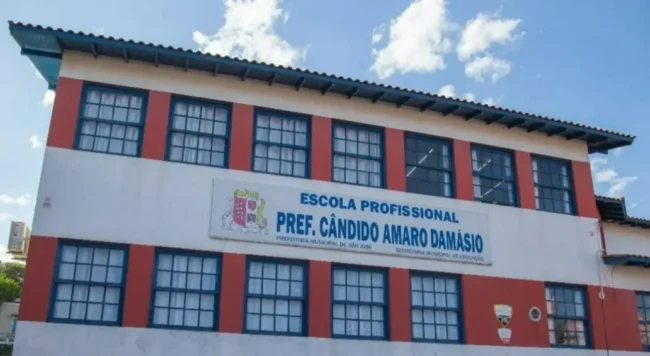 ESCOLA PROFISSIONAL
PREF. CÂNDIDO AMARO DAMÁSIO
PREFEITURA MUNICIPAL DE SÃO JOSÉ SECRETARIA MUNICIPAL DE EDUCAÇÃO